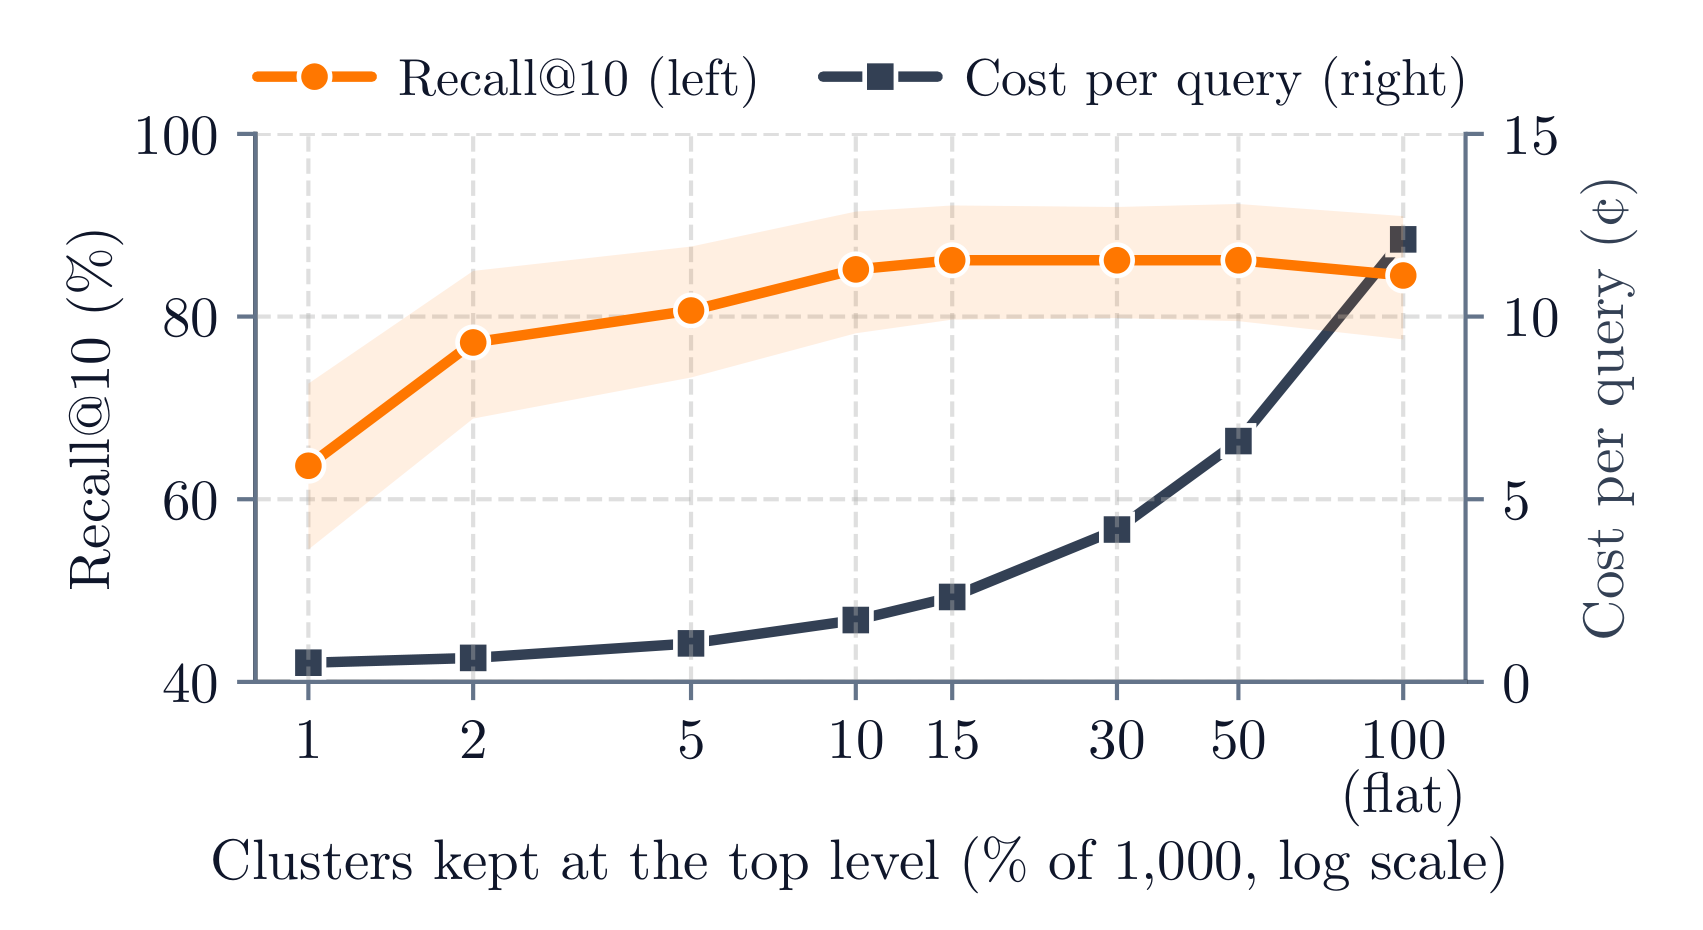 Recall@10 (left) Cost per query (right)
100
80
60
40
15
10
5
0
Recall@10 (%)
Cost per query (¢)
1 2 5 10 15 30 50 100
(flat)
Clusters kept at the top level (% of 1,000, log scale)